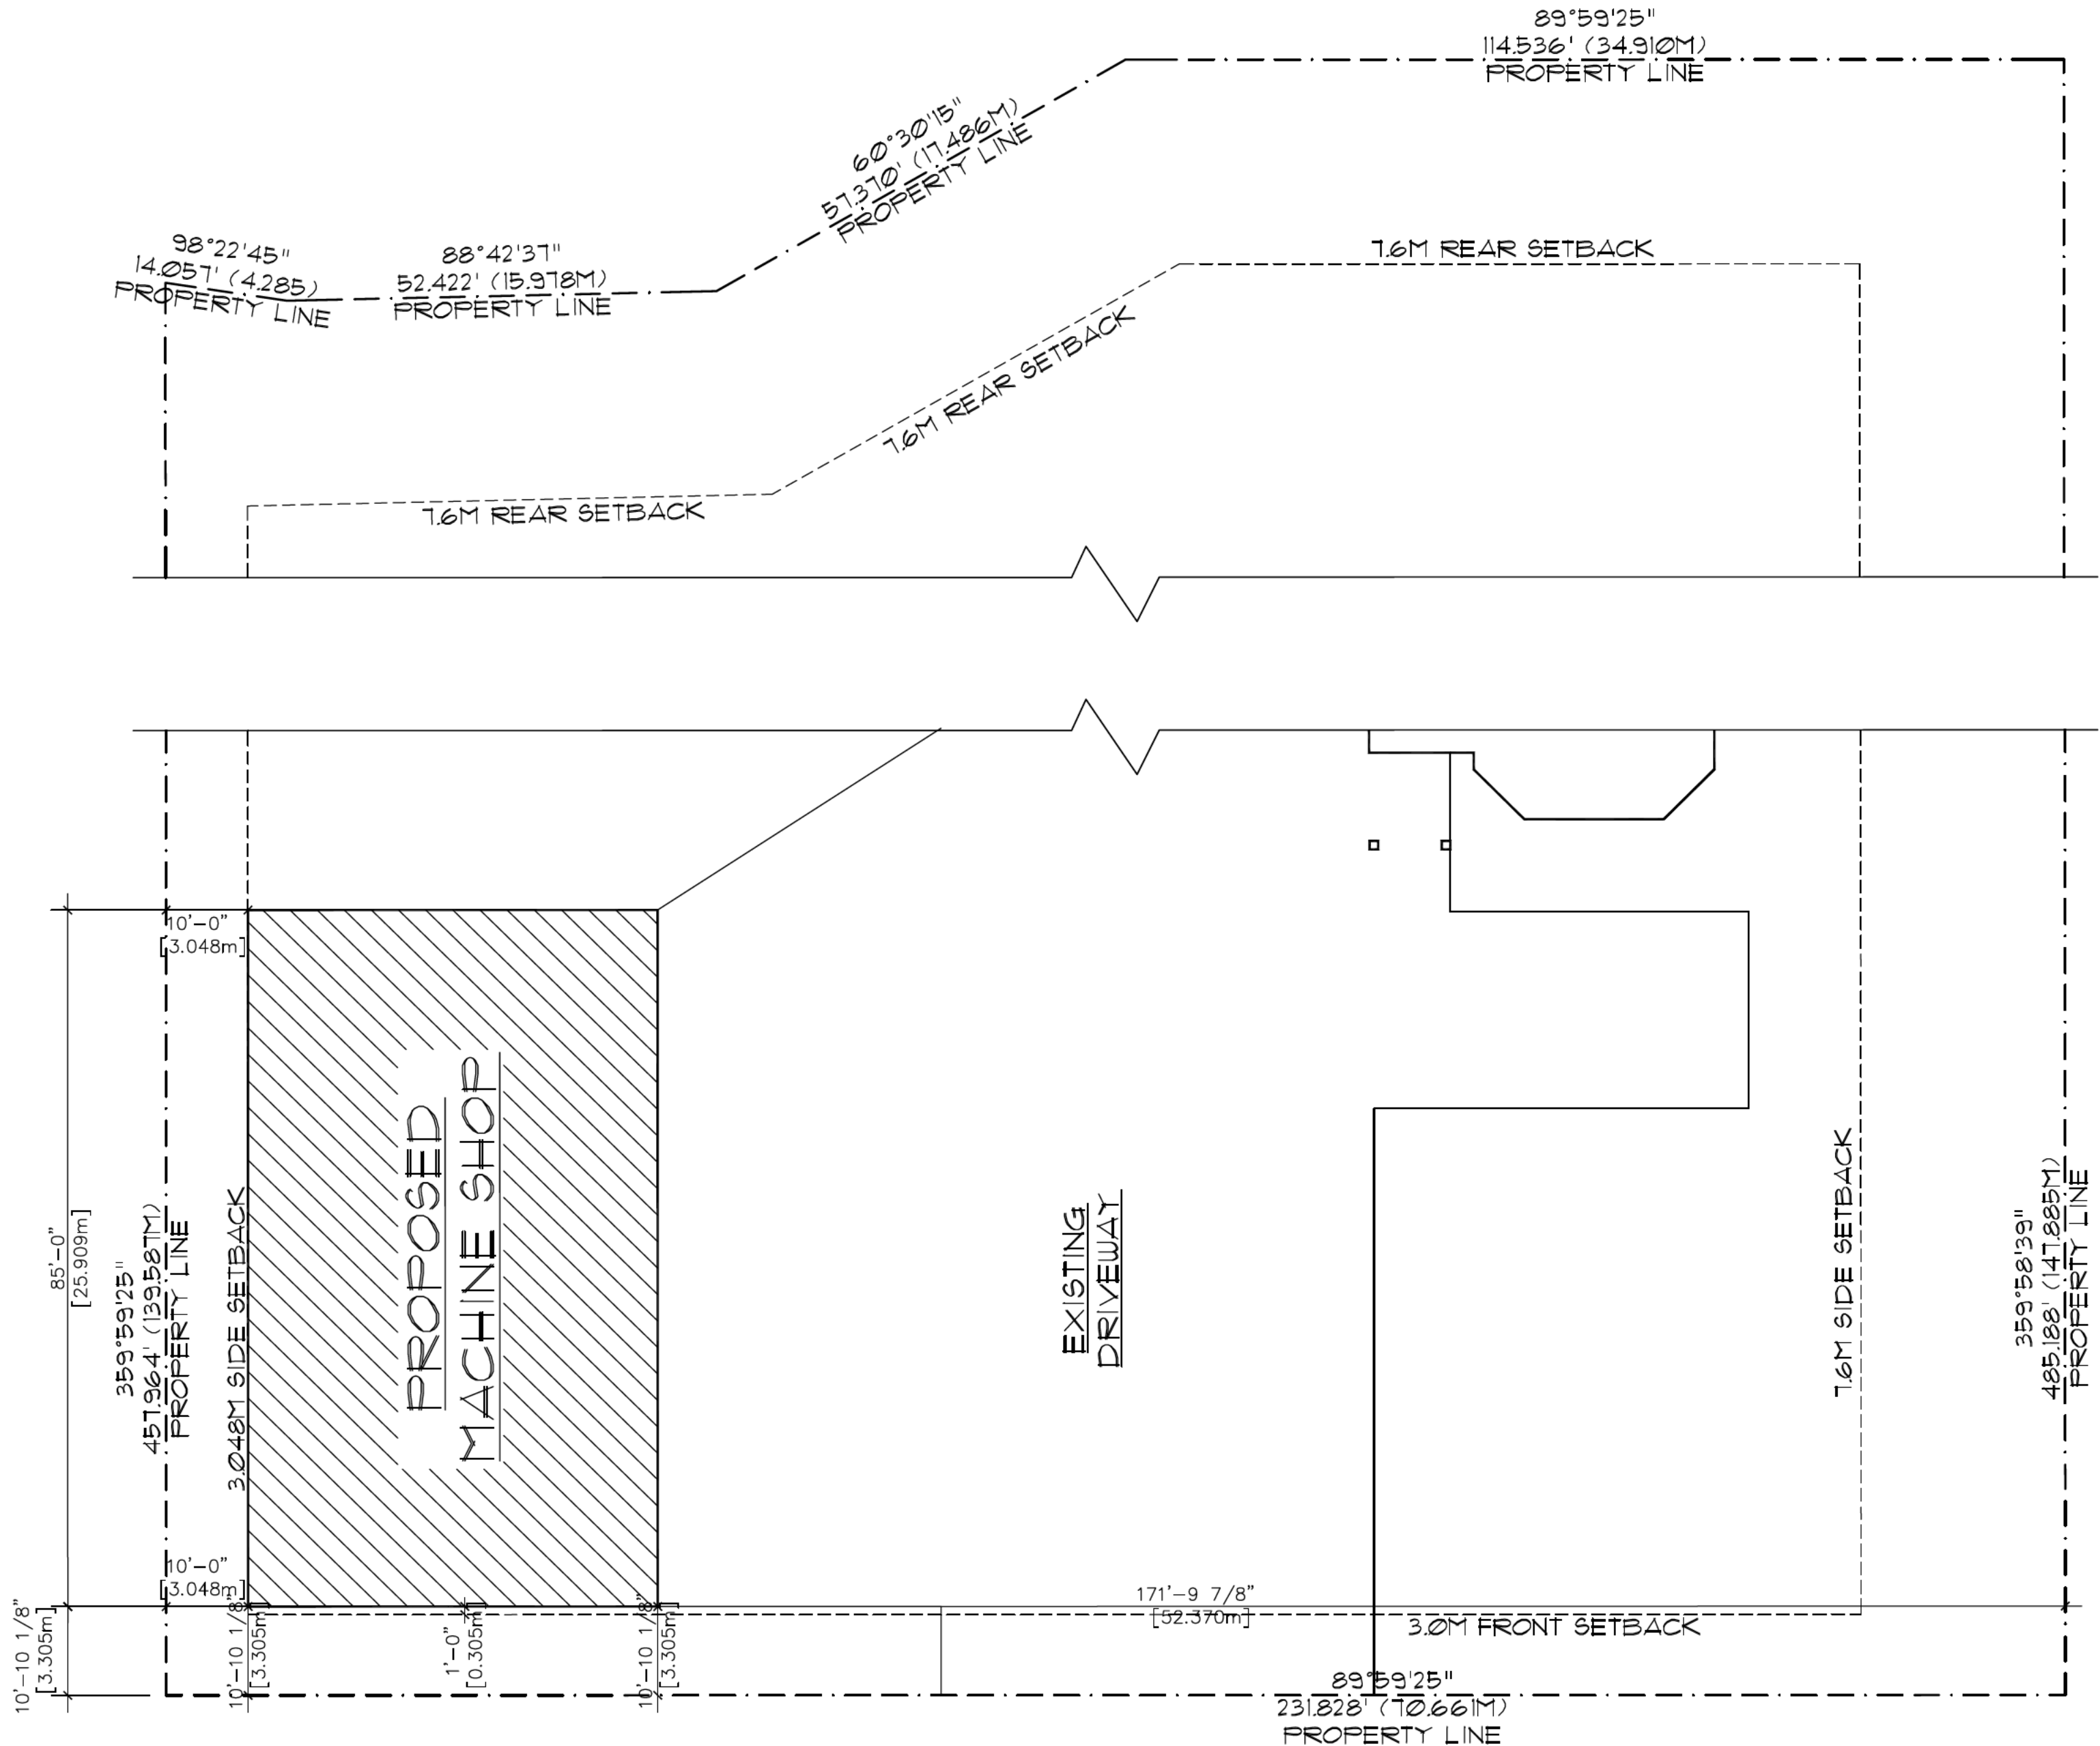 89°59'25"
114.536' (34.910M)
PROPERTY LINE
60°30'15"
57.370' (17.486M)
PROPERTY LINE
98°22'45"
14.057' (4.285)
PROPERTY LINE
88°42'37"
52.422' (15.978M)
PROPERTY LINE
7.6M REAR SETBACK
7.6M REAR SETBACK
7.6M REAR SETBACK
10'-0"
[3.048m]
85'-0"
[25.909m]
359°59'25"
457.964' (139.587M)
PROPERTY LINE
3.048M SIDE SETBACK
PROPOSED
MACHINE SHOP
EXISTING
DRIVEWAY
7.6M SIDE SETBACK
359°58'39"
485.188' (147.885M)
PROPERTY LINE
10'-0"
[3.048m]
10'-10 1/8"
[3.305m]
10'-10 1/8"
[3.305m]
1'-0"
[0.305m]
10'-10 1/8"
[3.305m]
171'-9 7/8"
[52.370m]
3.0M FRONT SETBACK
89°59'25"
231.828' (70.661M)
PROPERTY LINE